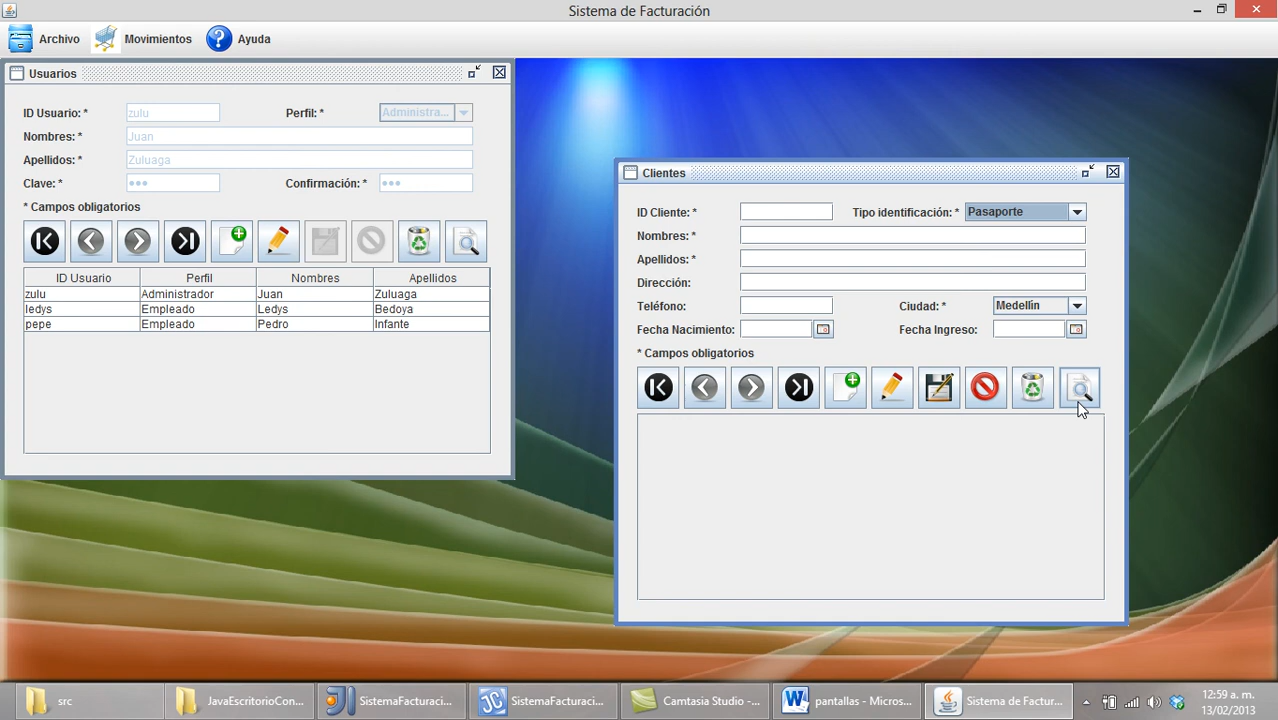 Sistema de Facturación
Archivo Movimientos Ayuda
Usuarios
ID Usuario: * zulu Perfil: * Administra...
Nombres: * Juan
Apellidos: * Zuluaga
Clave: * Confirmación: *
* Campos obligatorios
ID Usuario Perfil Nombres Apellidos
zulu Administrador Juan Zuluaga
ledys Empleado Ledys Bedoya
pepe Empleado Pedro Infante
Clientes
ID Cliente: * Tipo identificación: * Pasaporte
Nombres: *
Apellidos: *
Dirección:
Teléfono: Ciudad: * Medellín
Fecha Nacimiento: Fecha Ingreso:
* Campos obligatorios
src JavaEscritorioCon... SistemaFacturaci... SistemaFacturaci... Camtasia Studio -... pantallas - Micros... Sistema de Factur...
12:59 a. m.
13/02/2013